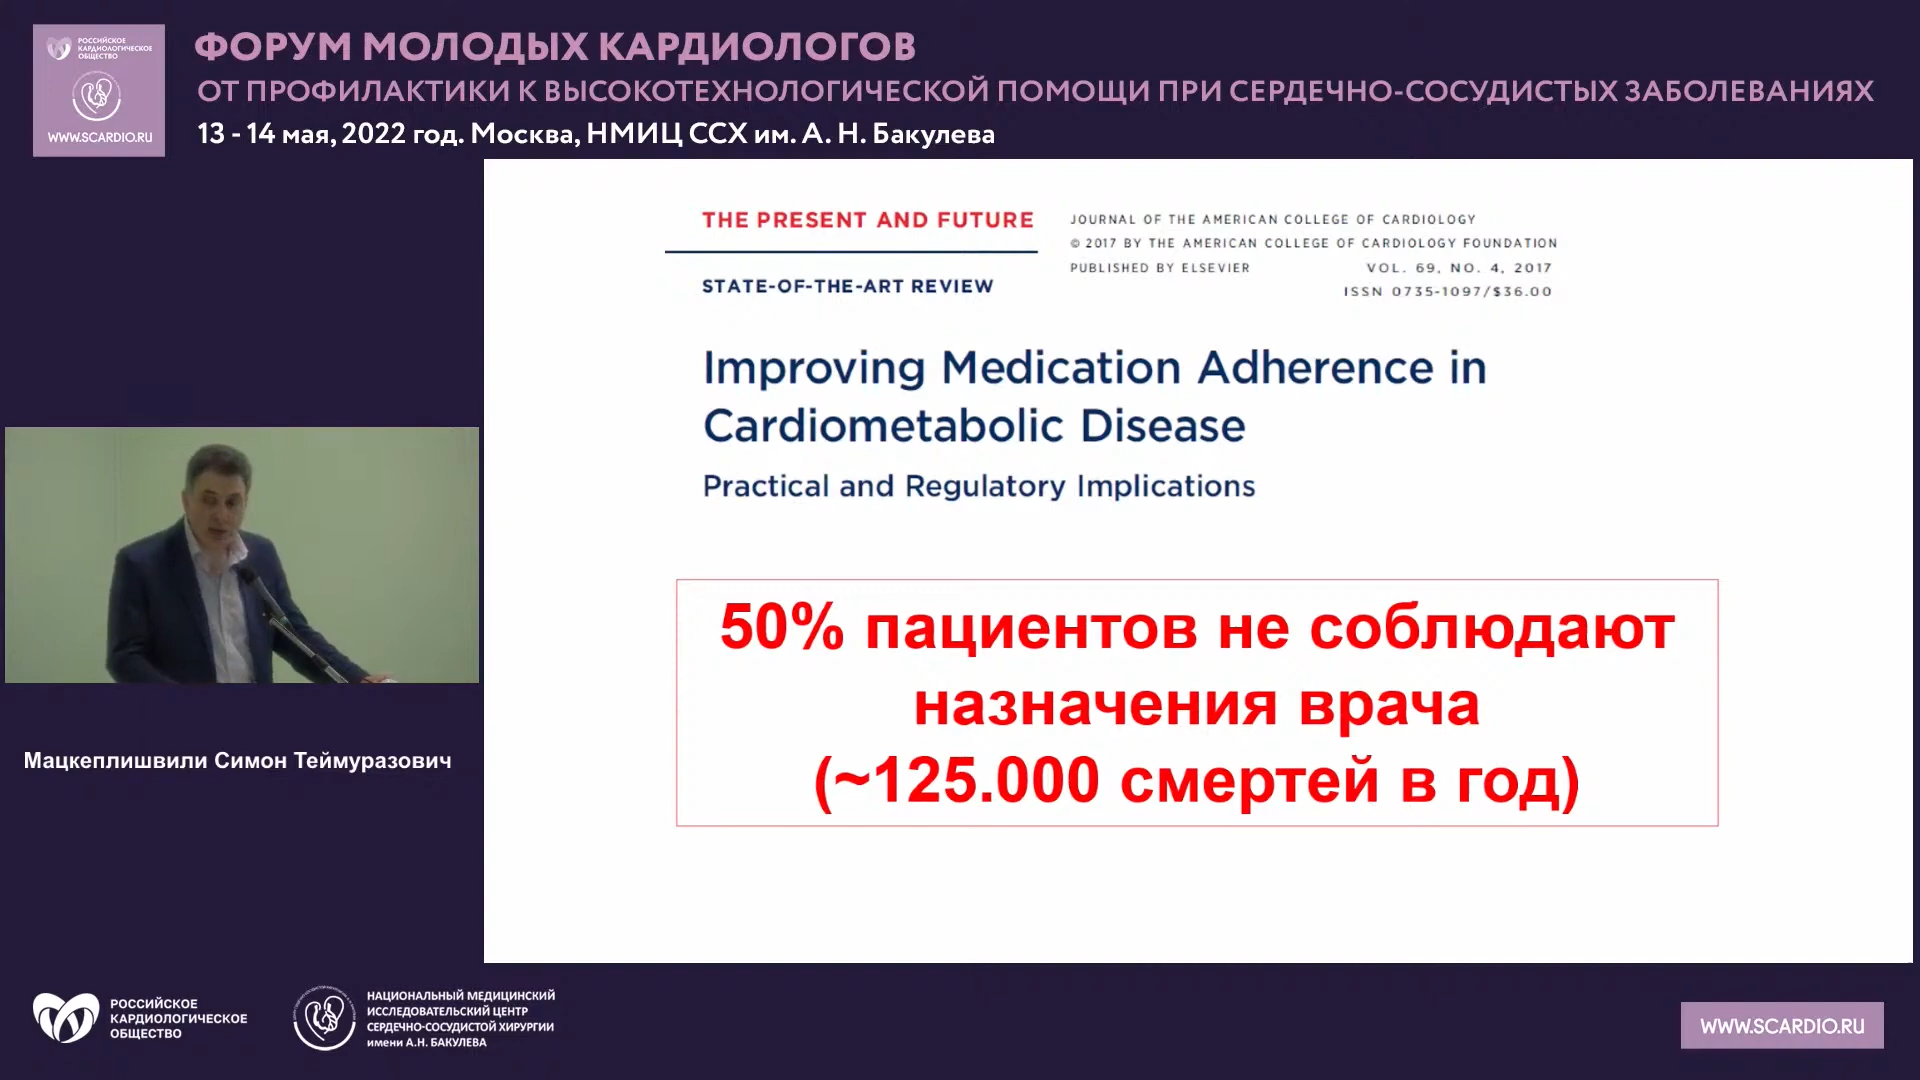 РОССИЙСКОЕ
КАРДИОЛОГИЧЕСКОЕ
ОБЩЕСТВО
WWW.SCARDIO.RU
ФОРУМ МОЛОДЫХ КАРДИОЛОГОВ
ОТ ПРОФИЛАКТИКИ К ВЫСОКОТЕХНОЛОГИЧЕСКОЙ ПОМОЩИ ПРИ СЕРДЕЧНО-СОСУДИСТЫХ ЗАБОЛЕВАНИЯХ
13 - 14 мая, 2022 год. Москва, НМИЦ ССХ им. А. Н. Бакулева
THE PRESENT AND FUTURE
STATE-OF-THE-ART REVIEW
JOURNAL OF THE AMERICAN COLLEGE OF CARDIOLOGY
© 2017 BY THE AMERICAN COLLEGE OF CARDIOLOGY FOUNDATION
PUBLISHED BY ELSEVIER VOL. 69, NO. 4, 2017
ISSN 0735-1097/$36.00
Improving Medication Adherence in
Cardiometabolic Disease
Practical and Regulatory Implications
50% пациентов не соблюдают
назначения врача
(~125.000 смертей в год)
Мацкеплишвили Симон Теймуразович
РОССИЙСКОЕ
КАРДИОЛОГИЧЕСКОЕ
ОБЩЕСТВО
НАЦИОНАЛЬНЫЙ МЕДИЦИНСКИЙ
ИССЛЕДОВАТЕЛЬСКИЙ ЦЕНТР
СЕРДЕЧНО-СОСУДИСТОЙ ХИРУРГИИ
имени А.Н. БАКУЛЕВА
WWW.SCARDIO.RU